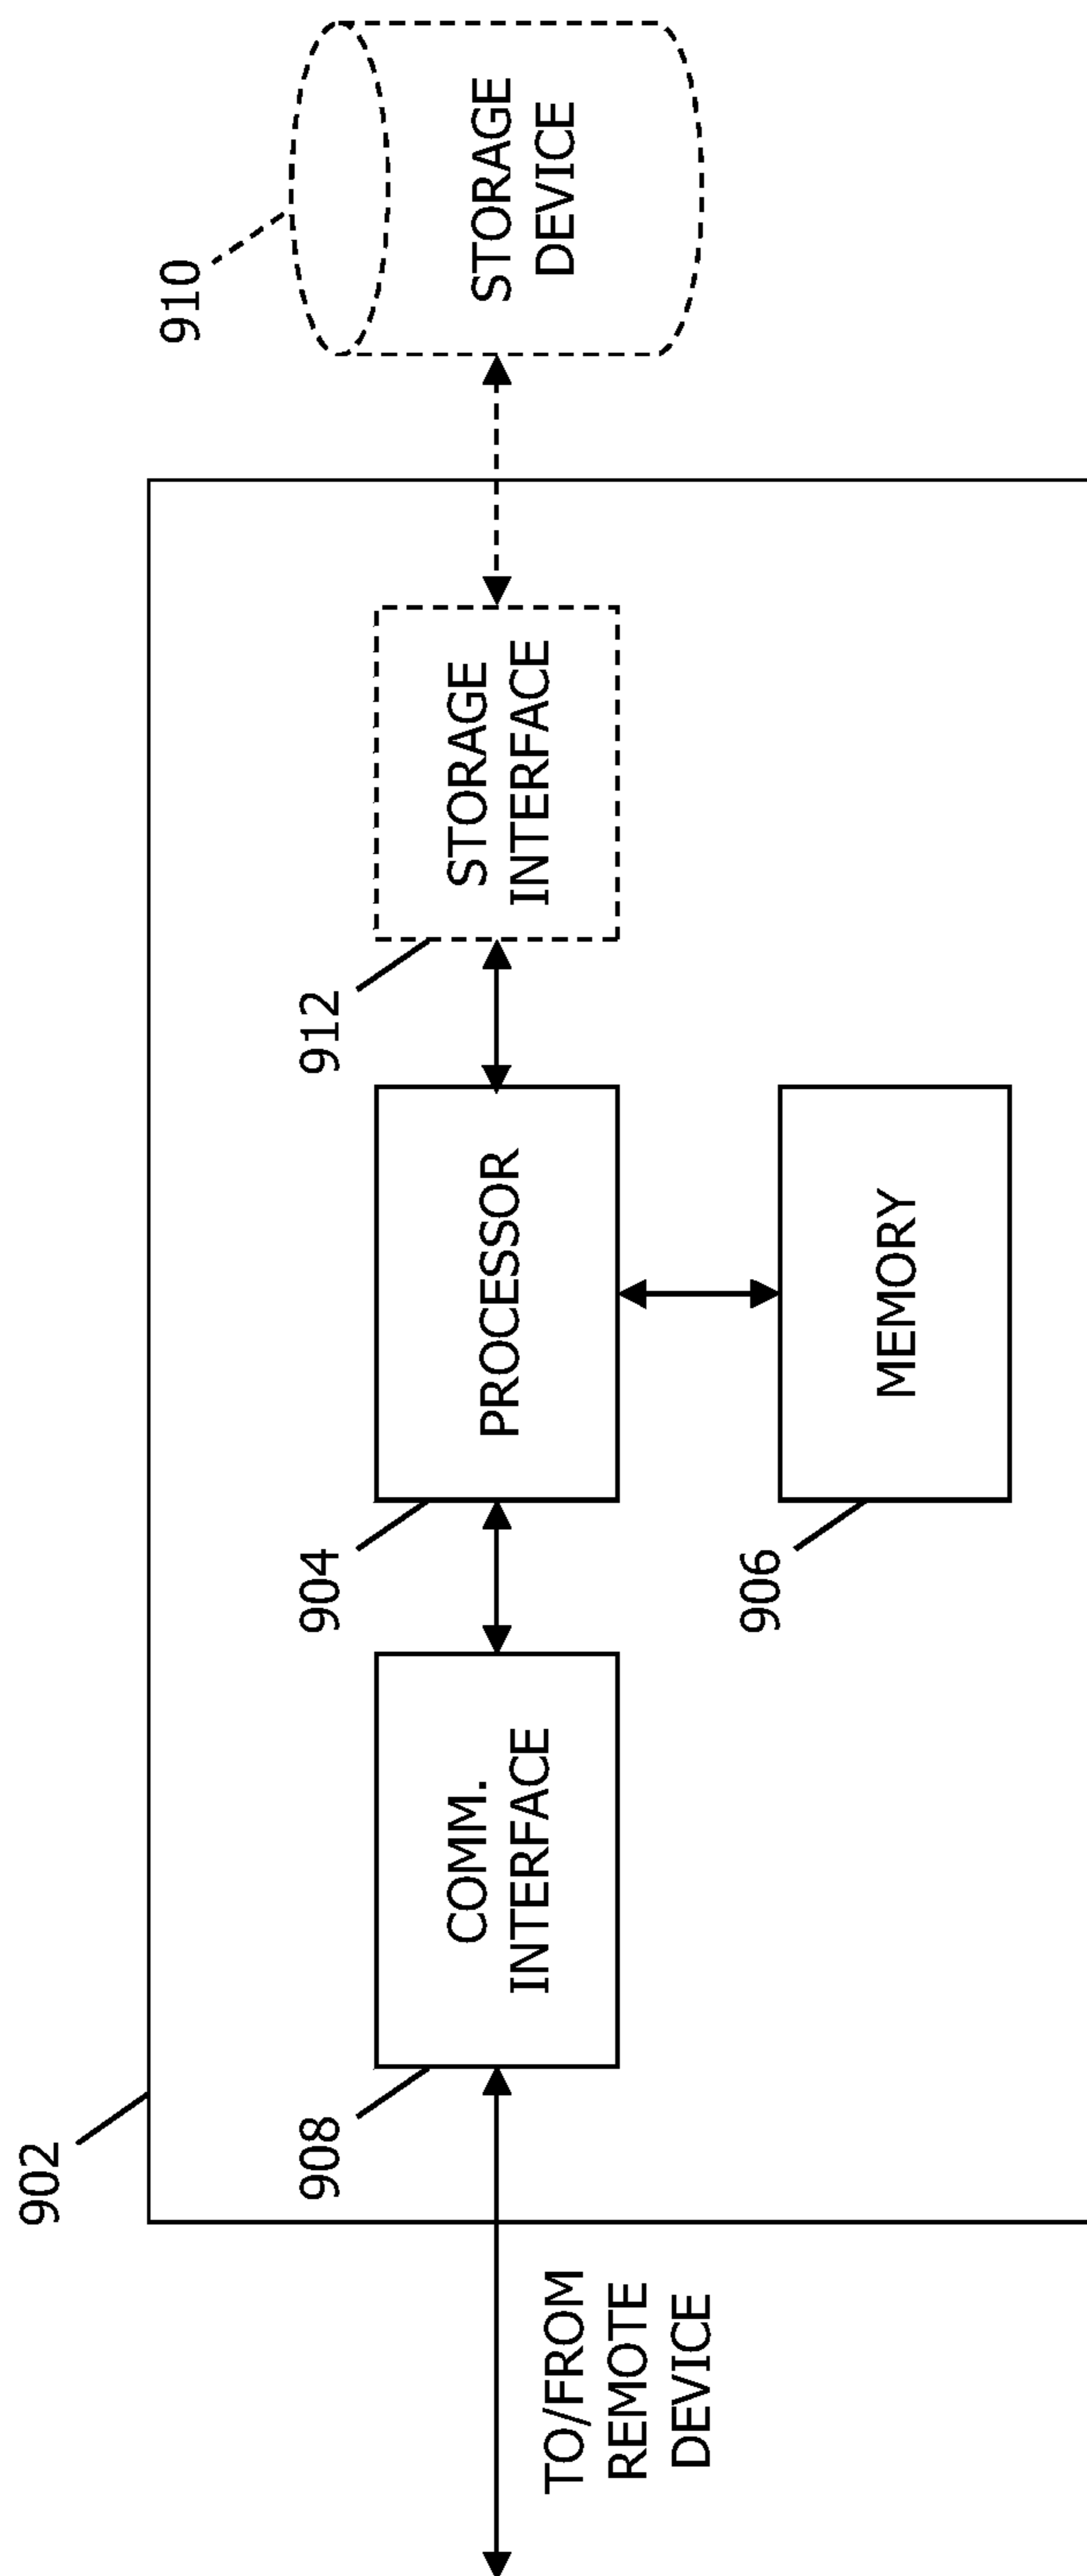 902
908
COMM.
INTERFACE
TO/FROM
REMOTE
DEVICE
904
PROCESSOR
906
MEMORY
912
STORAGE
INTERFACE
910
STORAGE
DEVICE